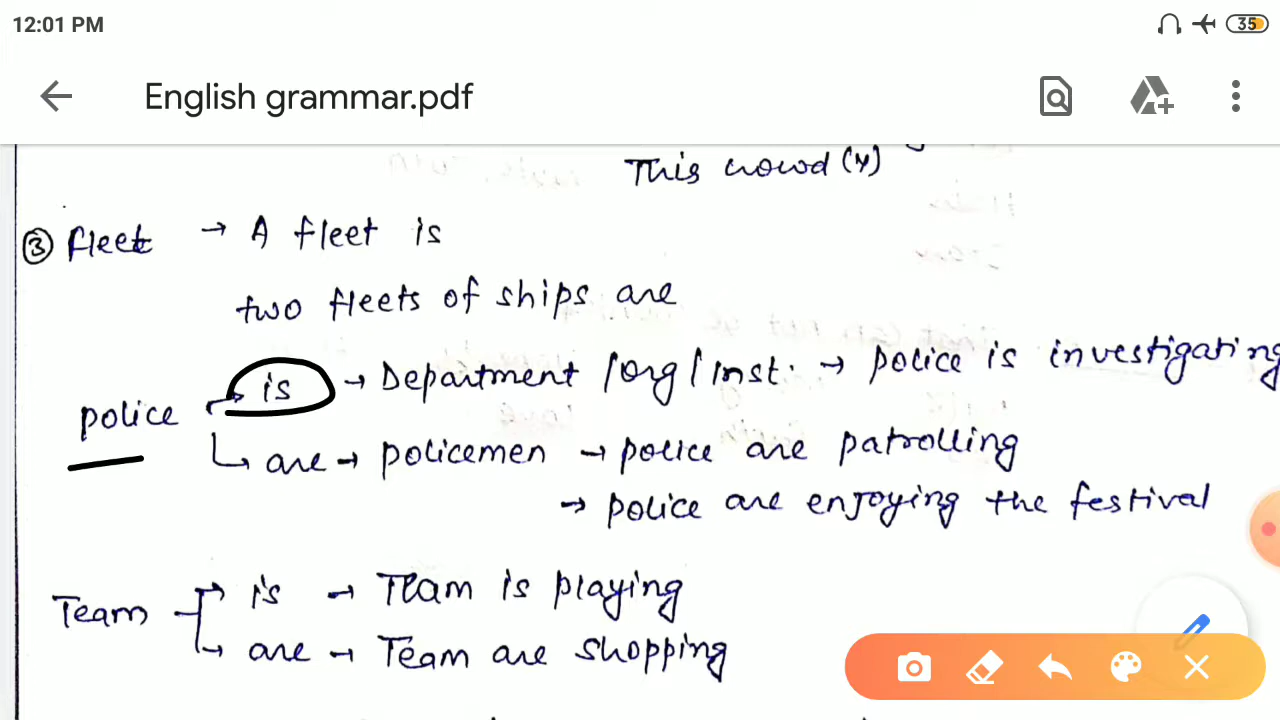 12:01 PM
35
English grammar.pdf
This crowd (✓)
③ fleet → A fleet is
two fleets of ships are
police → is → Department / org / inst. → police is investigating
→ are → policemen → police are patrolling
→ police are enjoying the festival
Team → is → Team is playing
→ are → Team are shopping